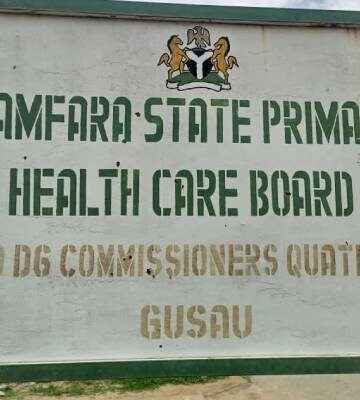 AMFARA STATE PRIMA
HEALTH CARE BOARD
DG COMMISSIONERS QUAT
GUSAU